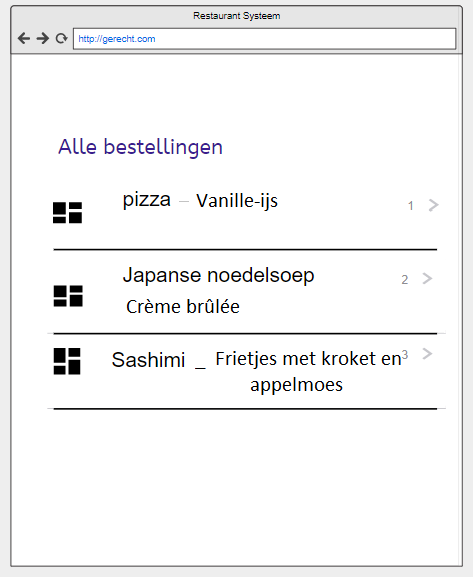 Restaurant Systeem
http://gerecht.com
Alle bestellingen
pizza – Vanille-ijs 1
Japanse noedelsoep 2
Crème brûlée
Sashimi _ Frietjes met kroket en 3
appelmoes